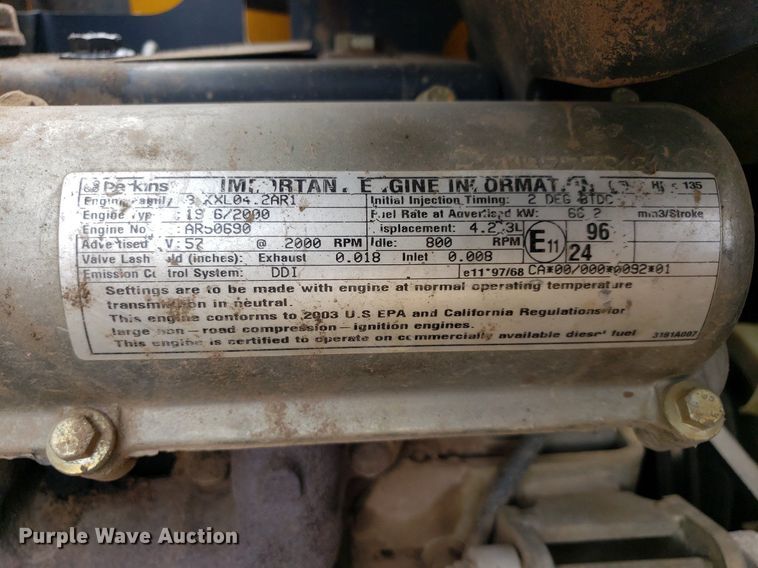 Perkins IMPORTANT ENGINE INFORMATION 135
Engine Family XXL04.2AR1 Initial Injection Timing: 2 DEG BTDC
Engine Type 6/2000 Fuel Rate at Advertised kW: mm3/Stroke
Engine No AR50690 Displacement: 4.2 3L E11 96
Advertised 57 @ 2000 RPM Idle: 800 RPM 24
Valve Lash (inches): Exhaust 0.018 Inlet 0.008
Emission Control System: DDI e11*97/68 CA*00/000*0092*01
Settings are to be made with engine at normal operating temperature
transmission in neutral.
This engine conforms to 2003 U.S EPA and California Regulations for
large non-road compression-ignition engines.
This engine is certified to operate on commercially available diesel fuel 3181A007
Purple Wave Auction